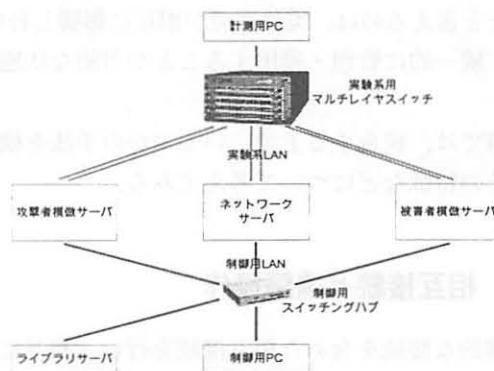 計測用PC
実験系用
マルチレイヤスイッチ
実験系LAN
攻撃者模倣サーバ
ネットワーク
サーバ
被害者模倣サーバ
制御用LAN
制御用
スイッチングハブ
ライブラリサーバ
制御用PC